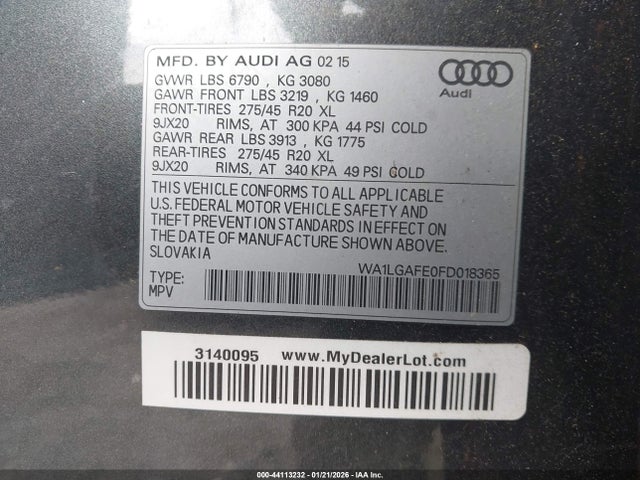 MFD. BY AUDI AG 02 15
GVWR LBS 6790 , KG 3080
GAWR FRONT LBS 3219 , KG 1460
FRONT-TIRES 275/45 R20 XL
9JX20 RIMS, AT 300 KPA 44 PSI COLD
GAWR REAR LBS 3913 , KG 1775
REAR-TIRES 275/45 R20 XL
9JX20 RIMS, AT 340 KPA 49 PSI COLD
Audi
THIS VEHICLE CONFORMS TO ALL APPLICABLE
U.S. FEDERAL MOTOR VEHICLE SAFETY AND
THEFT PREVENTION STANDARDS IN EFFECT ON
THE DATE OF MANUFACTURE SHOWN ABOVE.
SLOVAKIA
WA1LGAFE0FD018365
TYPE:
MPV
3140095 www.MyDealerLot.com
000-44113232 - 01/21/2026 - IAA Inc.